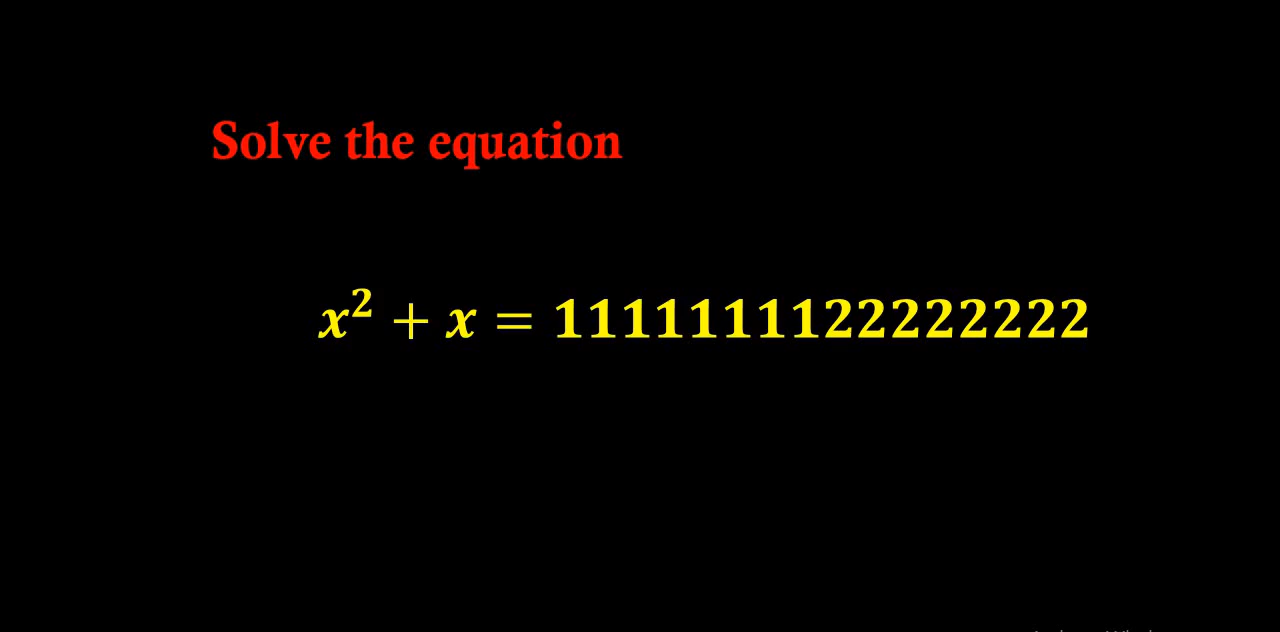 Solve the equation
x² + x = 1111111122222222